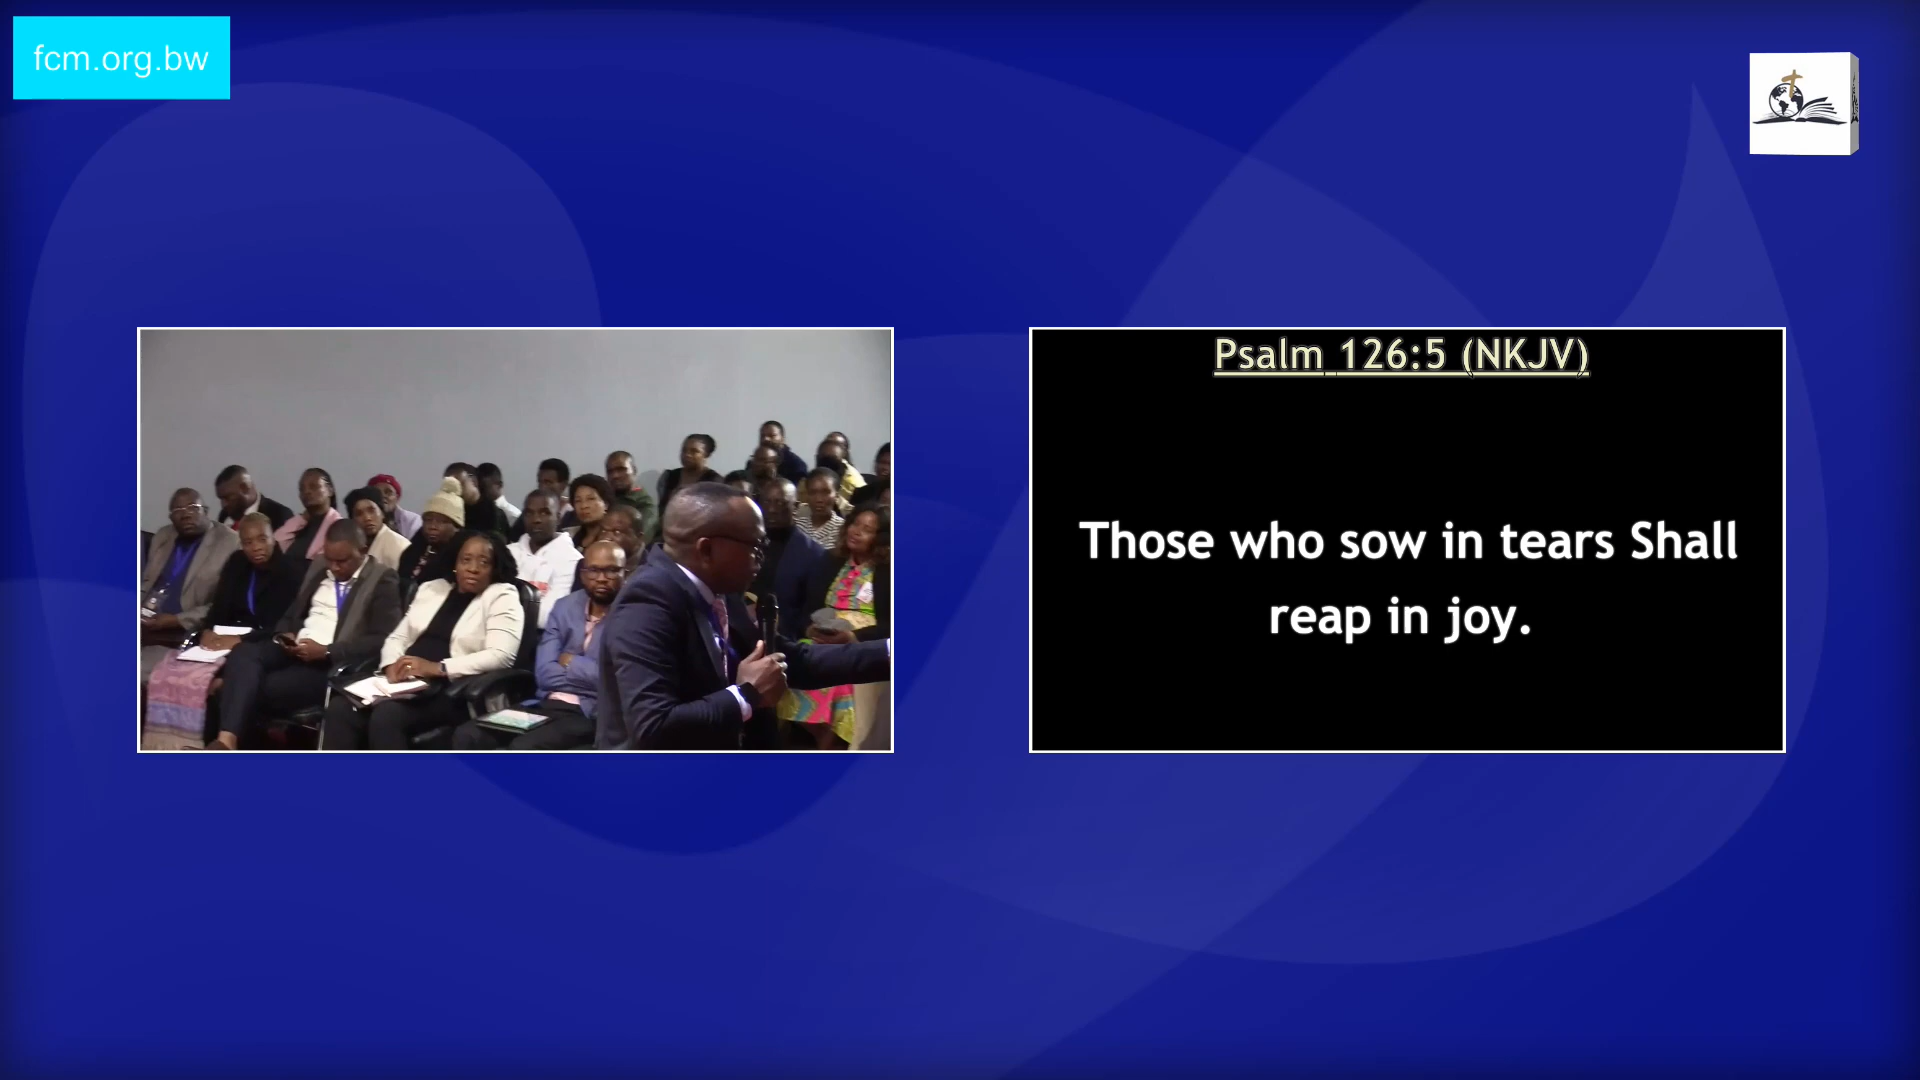 fcm.org.bw
Psalm 126:5 (NKJV)
Those who sow in tears Shall
reap in joy.